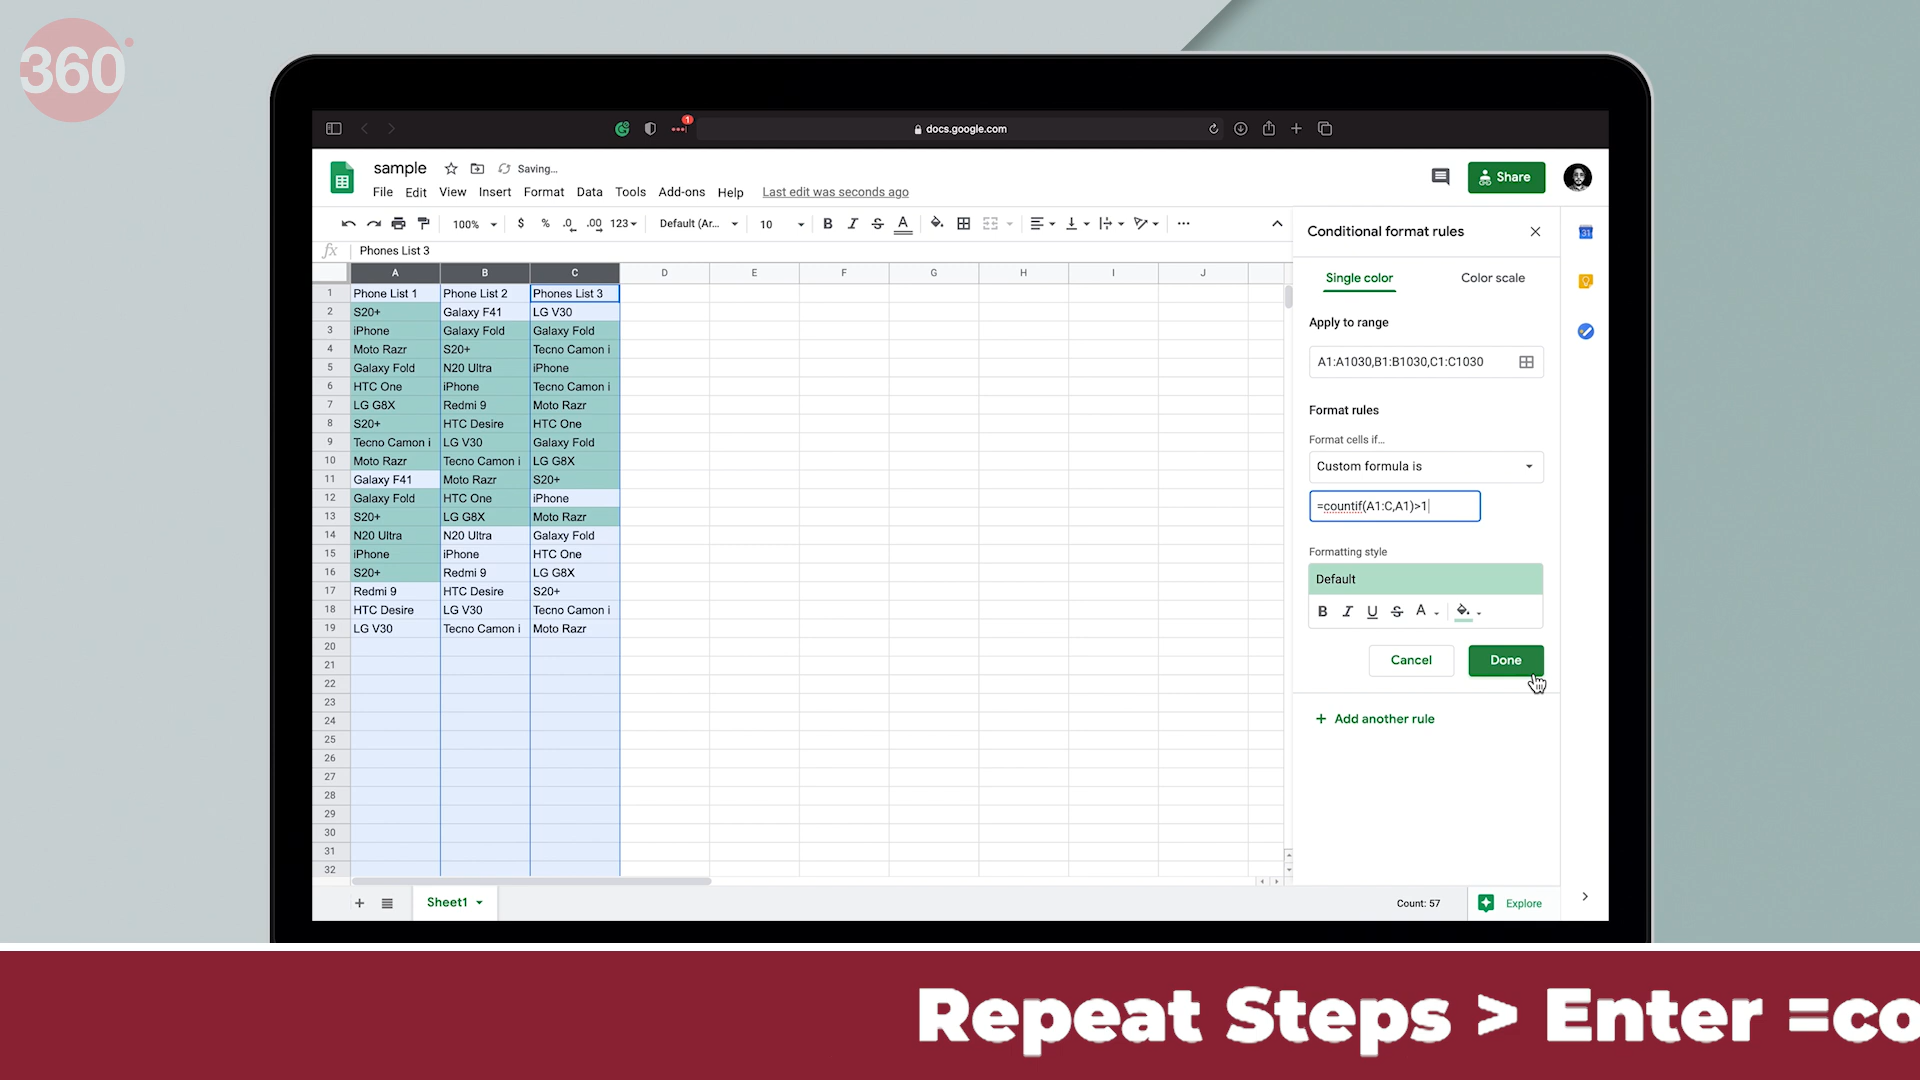 360
docs.google.com
1
sample Saving...
File Edit View Insert Format Data Tools Add-ons Help Last edit was seconds ago
Share
100% $ % .0 .00 123 Default (Ar... 10 B I S A
fx Phones List 3
A B C D E F G H I J
1 Phone List 1 Phone List 2 Phones List 3
2 S20+ Galaxy F41 LG V30
3 iPhone Galaxy Fold Galaxy Fold
4 Moto Razr S20+ Tecno Camon i
5 Galaxy Fold N20 Ultra iPhone
6 HTC One iPhone Tecno Camon i
7 LG G8X Redmi 9 Moto Razr
8 S20+ HTC Desire HTC One
9 Tecno Camon i LG V30 Galaxy Fold
10 Moto Razr Tecno Camon i LG G8X
11 Galaxy F41 Moto Razr S20+
12 Galaxy Fold HTC One iPhone
13 S20+ LG G8X Moto Razr
14 N20 Ultra N20 Ultra Galaxy Fold
15 iPhone iPhone HTC One
16 S20+ Redmi 9 LG G8X
17 Redmi 9 HTC Desire S20+
18 HTC Desire LG V30 Tecno Camon i
19 LG V30 Tecno Camon i Moto Razr
20
21
22
23
24
25
26
27
28
29
30
31
32
Sheet1
Count: 57
Explore
Conditional format rules
Single color Color scale
Apply to range
A1:A1030,B1:B1030,C1:C1030
Format rules
Format cells if...
Custom formula is
=countif(A1:C,A1)>1
Formatting style
Default
B I U S A
Cancel Done
+ Add another rule
31
Repeat Steps > Enter =co